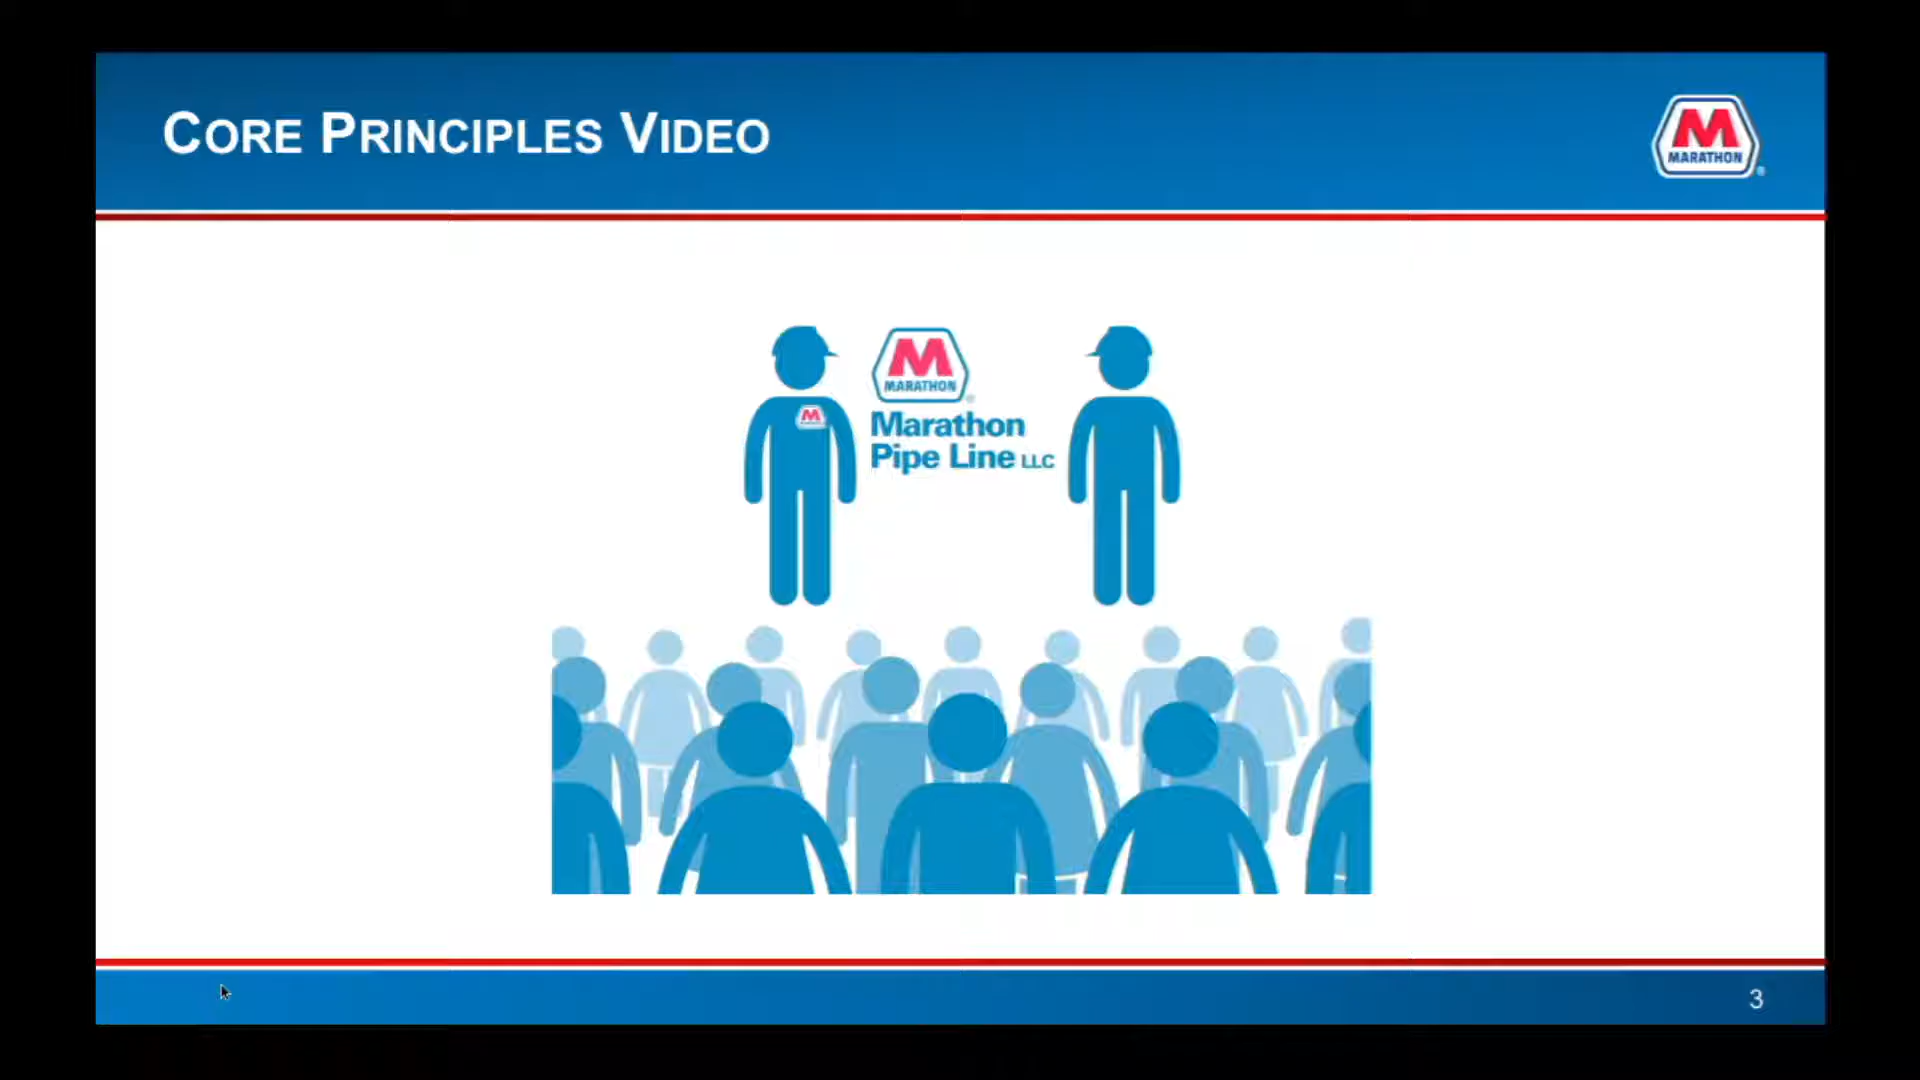 CORE PRINCIPLES VIDEO
M
MARATHON
®
M
MARATHON
®
M
Marathon
Pipe Line LLC
3